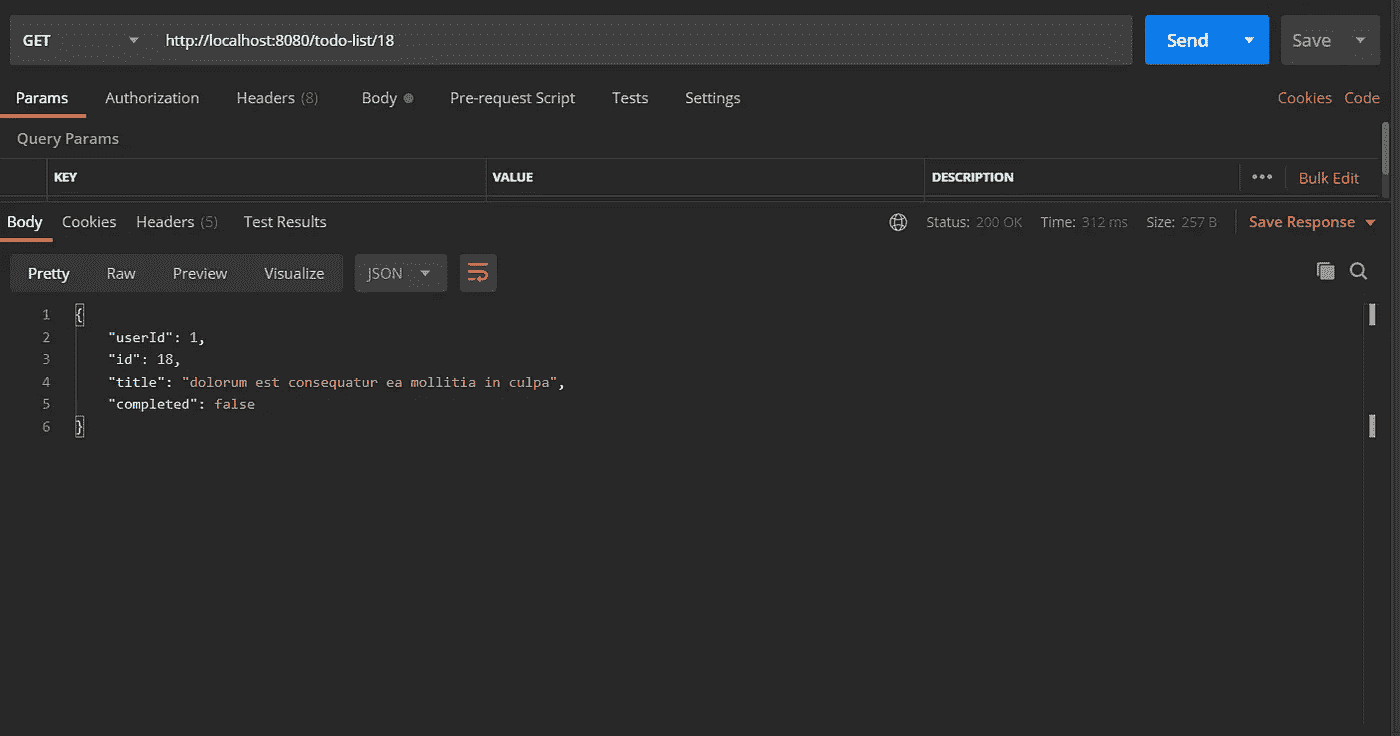 GET http://localhost:8080/todo-list/18 Send Save
Params Authorization Headers (8) Body Pre-request Script Tests Settings Cookies Code
Query Params
KEY VALUE DESCRIPTION ••• Bulk Edit
Body Cookies Headers (5) Test Results Status: 200 OK Time: 312 ms Size: 257 B Save Response
Pretty Raw Preview Visualize JSON
1 {
2 "userId": 1,
3 "id": 18,
4 "title": "dolorum est consequatur ea mollitia in culpa",
5 "completed": false
6 }